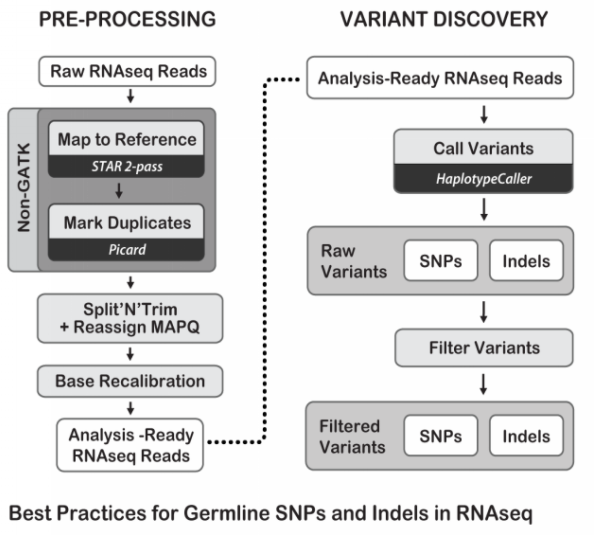 PRE-PROCESSING
Raw RNAseq Reads
Non-GATK
Map to Reference
STAR 2-pass
Mark Duplicates
Picard
Split'N'Trim
+ Reassign MAPQ
Base Recalibration
Analysis -Ready
RNAseq Reads
VARIANT DISCOVERY
Analysis-Ready RNAseq Reads
Call Variants
HaplotypeCaller
Raw
Variants
SNPs
Indels
Filter Variants
Filtered
Variants
SNPs
Indels
Best Practices for Germline SNPs and Indels in RNAseq